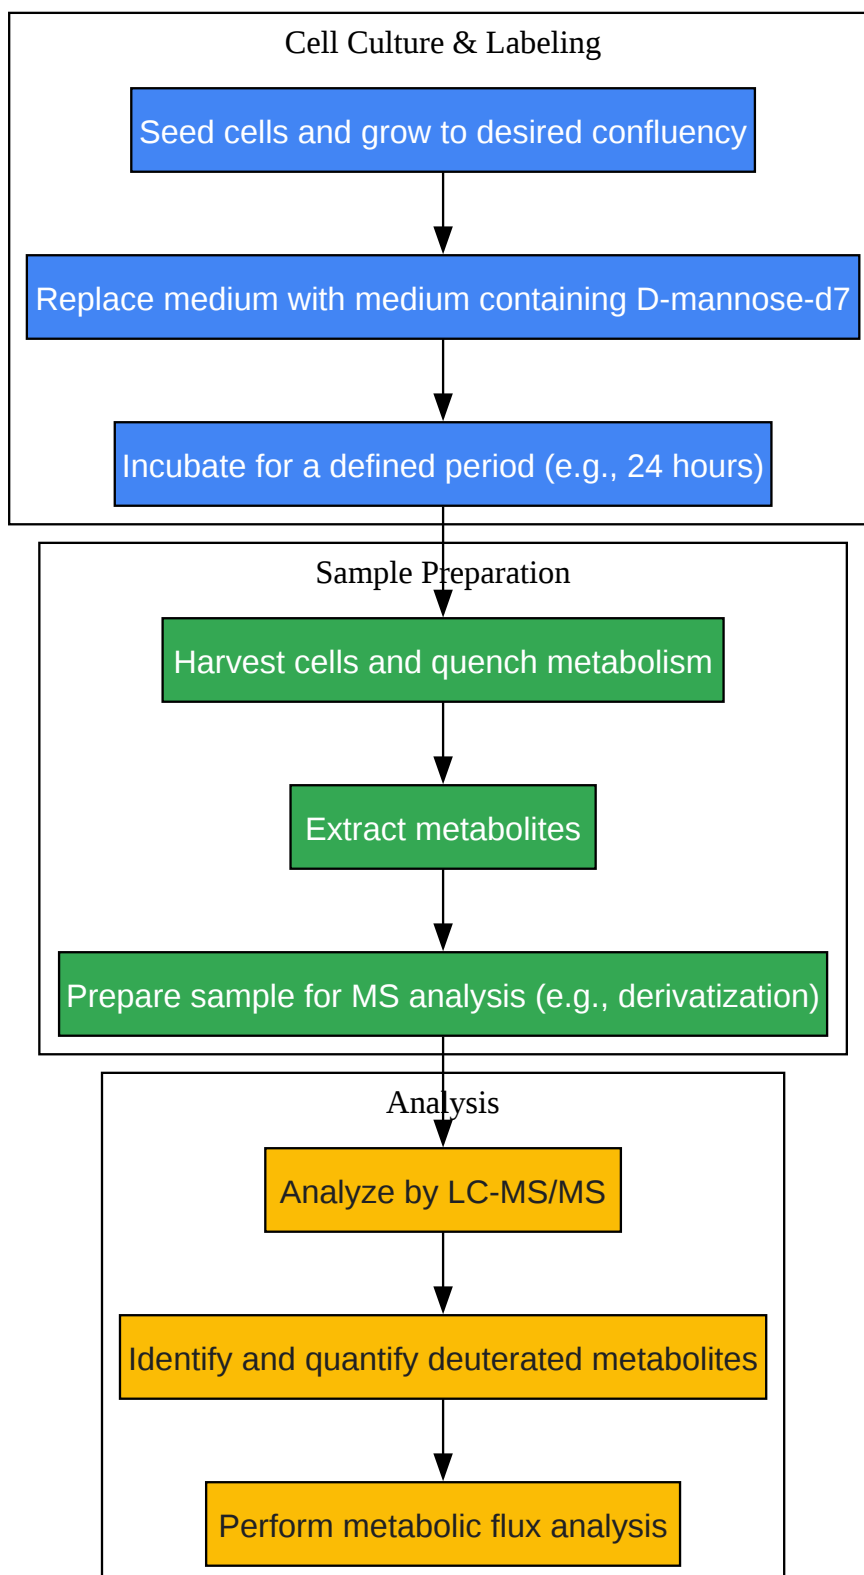 Cell Culture & Labeling
Seed cells and grow to desired confluency
Replace medium with medium containing D-mannose-d7
Incubate for a defined period (e.g., 24 hours)
Sample Preparation
Harvest cells and quench metabolism
Extract metabolites
Prepare sample for MS analysis (e.g., derivatization)
Analysis
Analyze by LC-MS/MS
Identify and quantify deuterated metabolites
Perform metabolic flux analysis